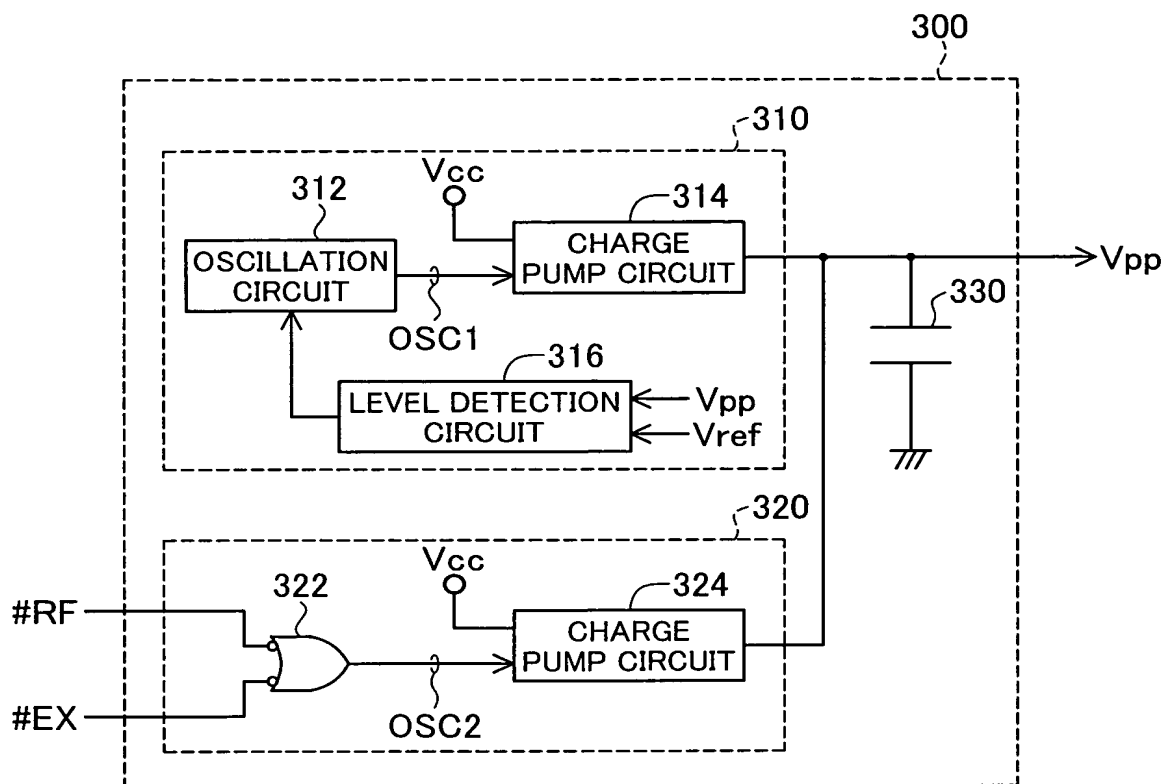 300
310
Vcc
312
314
OSCILLATION
CIRCUIT
CHARGE
PUMP CIRCUIT
Vpp
330
OSC1
316
LEVEL DETECTION
CIRCUIT
Vpp
Vref
320
Vcc
322
324
#RF
CHARGE
PUMP CIRCUIT
#EX
OSC2